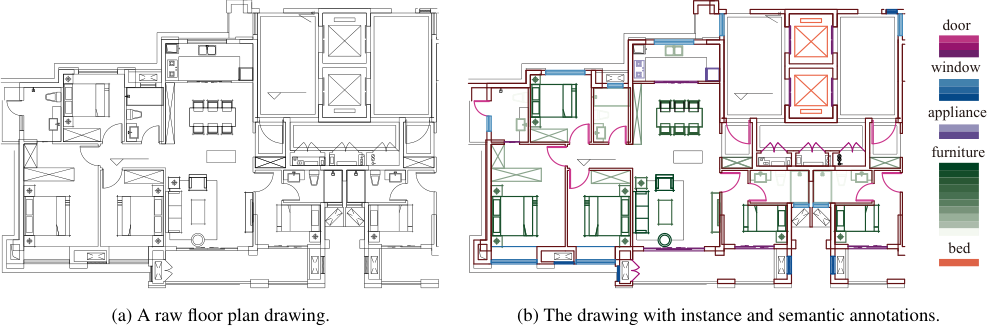 door
window
appliance
furniture
bed
(a) A raw floor plan drawing.
(b) The drawing with instance and semantic annotations.